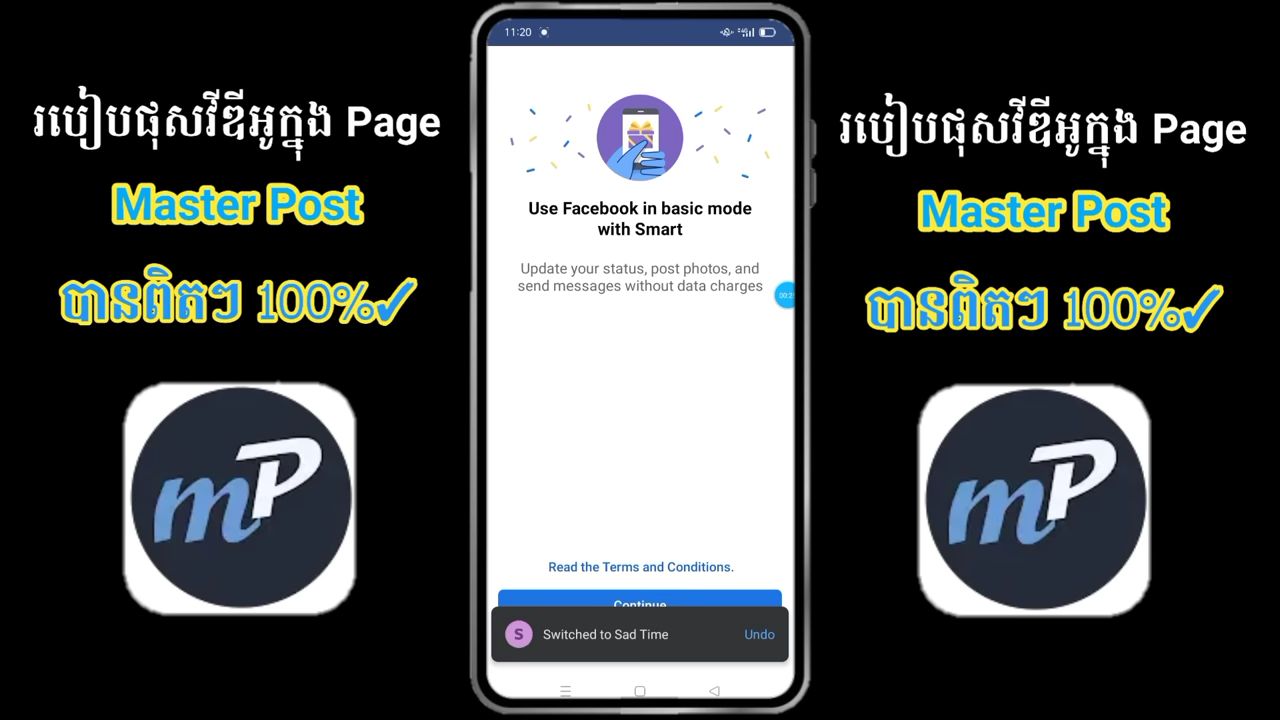 របៀបផុសវីឌីអូក្នុង Page
Master Post
បានពិតៗ 100%✓
mP
11:20
Use Facebook in basic mode
with Smart
Update your status, post photos, and
send messages without data charges
Read the Terms and Conditions.
Continue
S Switched to Sad Time Undo
របៀបផុសវីឌីអូក្នុង Page
Master Post
បានពិតៗ 100%✓
mP